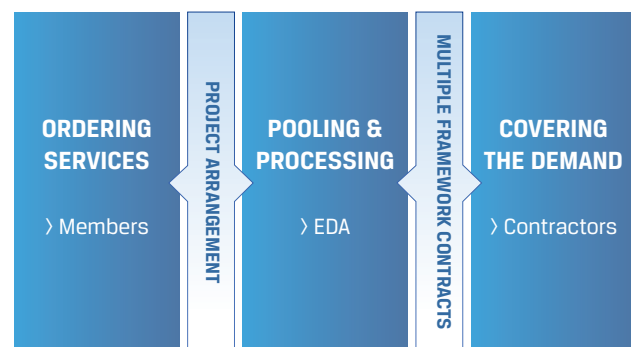 ORDERING
SERVICES
〉Members
PROJECT ARRANGEMENT
POOLING &
PROCESSING
〉EDA
MULTIPLE FRAMEWORK CONTRACTS
COVERING
THE DEMAND
〉Contractors